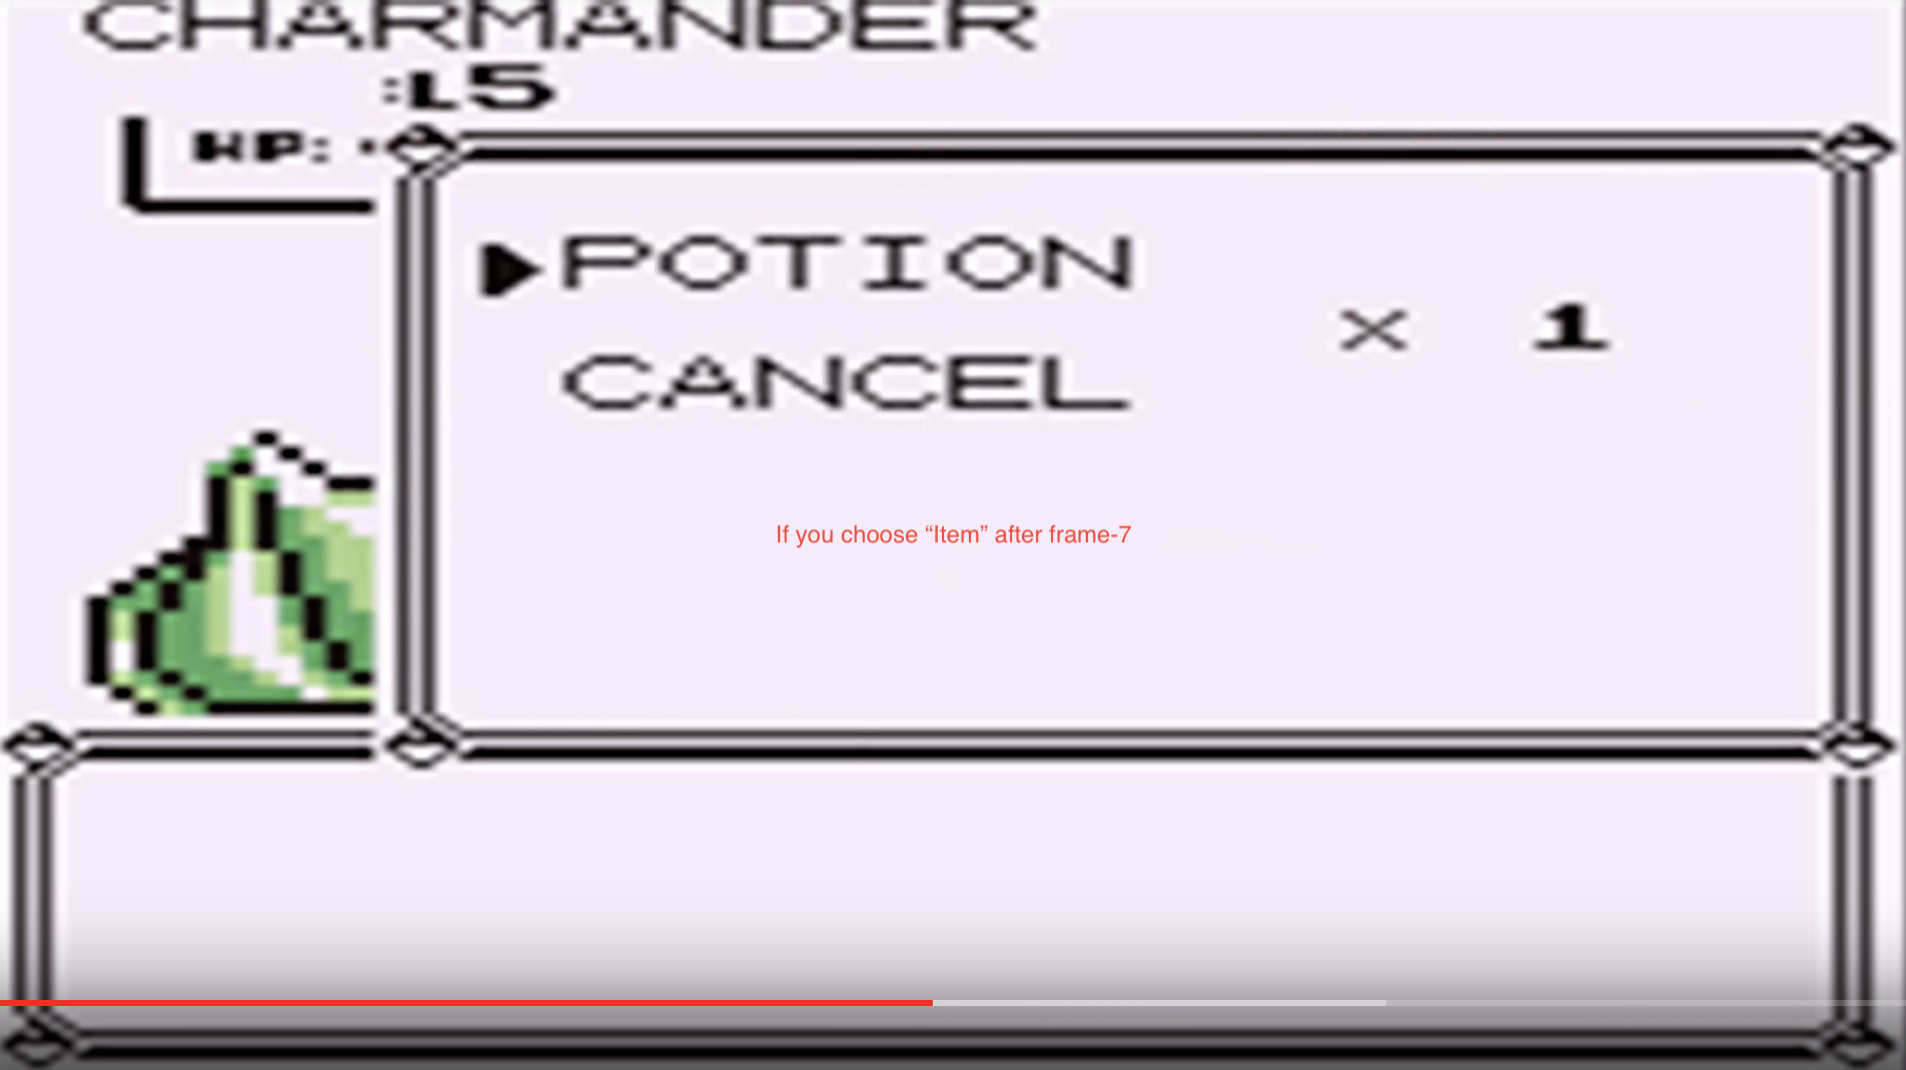 CHARMANDER
:L5
HP:
▶POTION
× 1
CANCEL
If you choose “Item” after frame-7